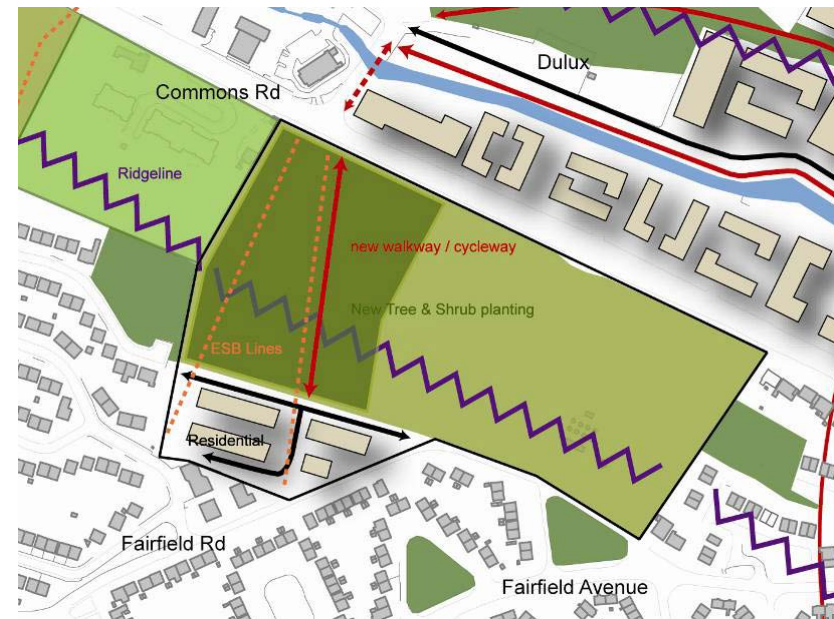 Dulux
Commons Rd
Ridgeline
new walkway / cycleway
New Tree & Shrub planting
ESB Lines
Residential
Fairfield Rd
Fairfield Avenue